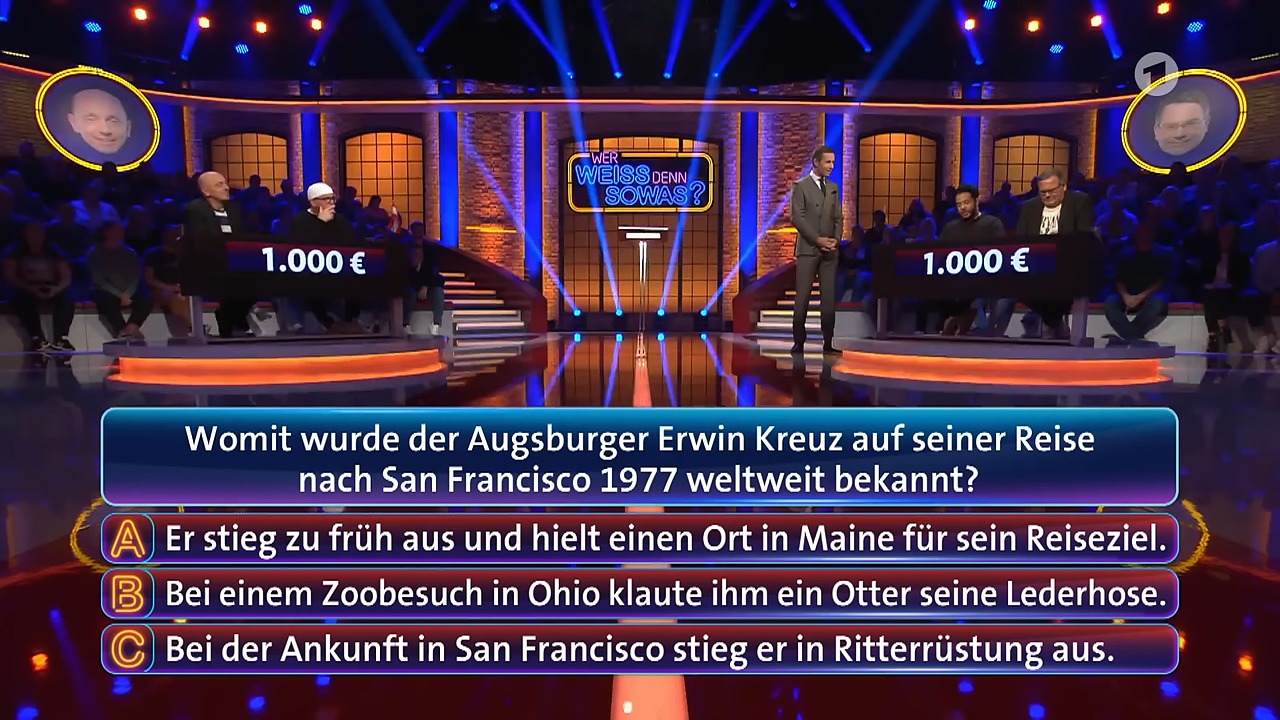 1
WER
WEISS DENN
SOWAS?
1.000 €
1.000 €
Womit wurde der Augsburger Erwin Kreuz auf seiner Reise
nach San Francisco 1977 weltweit bekannt?
A Er stieg zu früh aus und hielt einen Ort in Maine für sein Reiseziel.
B Bei einem Zoobesuch in Ohio klaute ihm ein Otter seine Lederhose.
C Bei der Ankunft in San Francisco stieg er in Ritterrüstung aus.